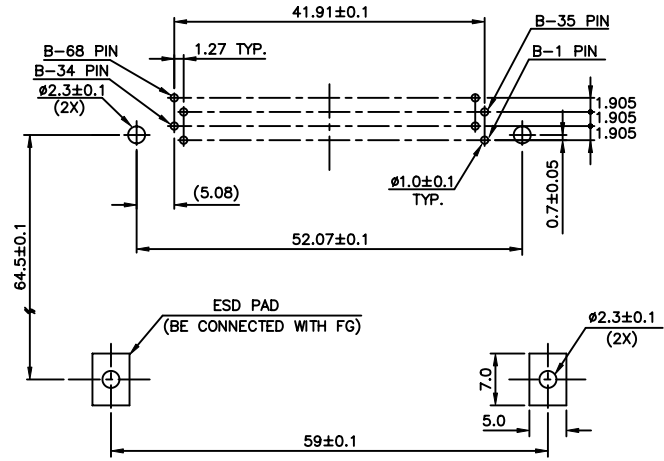 41.91±0.1
B-68 PIN
1.27 TYP.
B-35 PIN
B-34 PIN
B-1 PIN
ø2.3±0.1
(2X)
1.905
1.905
1.905
(5.08)
ø1.0±0.1
TYP.
0.7±0.05
52.07±0.1
64.5±0.1
ESD PAD
(BE CONNECTED WITH FG)
ø2.3±0.1
(2X)
7.0
5.0
59±0.1